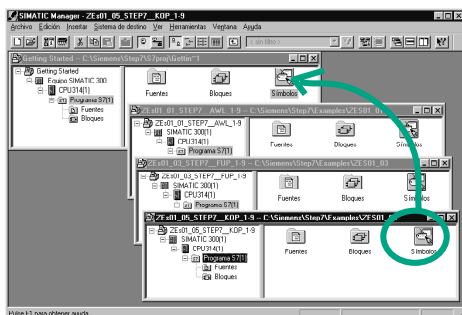 SIMATIC Manager - ZEs01_05_STEP7__KOP_1-9
Archivo Edición Insertar Sistema de destino Ver Herramientas Ventana Ayuda
< sin filtro >
Getting Started -- C:\Siemens\Step7\S7proj\Gettin~1
Getting Started
Equipo SIMATIC 300
CPU314(1)
Programa S7(1)
Fuentes
Bloques
Fuentes
Bloques
Símbolos
ZEs01_01_STEP7__AWL_1-9 -- C:\Siemens\Step7\Examples\ZES01_01
ZEs01_01_STEP7__AWL_1-9
SIMATIC 300(1)
CPU314(1)
Programa S7(1)
Fuentes
Bloques
Símbolos
ZEs01_03_STEP7__FUP_1-9 -- C:\Siemens\Step7\Examples\ZES01_03
ZEs01_03_STEP7__FUP_1-9
SIMATIC 300(1)
CPU314(1)
Programa S7(1)
Fuentes
Bloques
Símbolos
ZEs01_05_STEP7__KOP_1-9 -- C:\Siemens\Step7\Examples\ZES01_05
ZEs01_05_STEP7__KOP_1-9
SIMATIC 300(1)
CPU314(1)
Programa S7(1)
Fuentes
Bloques
Fuentes
Bloques
Símbolos
Pulse F1 para obtener ayuda.